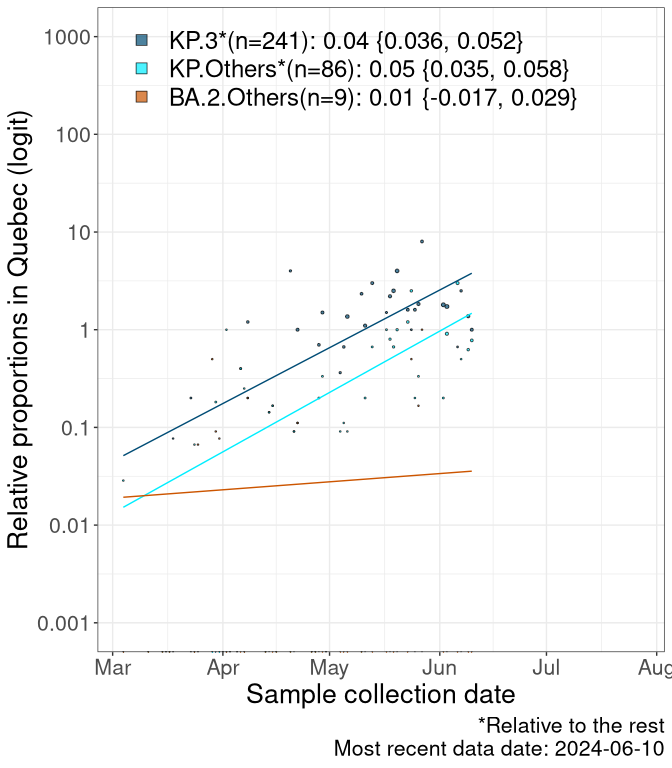 KP.3*(n=241): 0.04 {0.036, 0.052}
KP.Others*(n=86): 0.05 {0.035, 0.058}
BA.2.Others(n=9): 0.01 {-0.017, 0.029}
Relative proportions in Quebec (logit)
1000
100
10
1
0.1
0.01
0.001
Mar Apr May Jun Jul Aug
Sample collection date
*Relative to the rest
Most recent data date: 2024-06-10